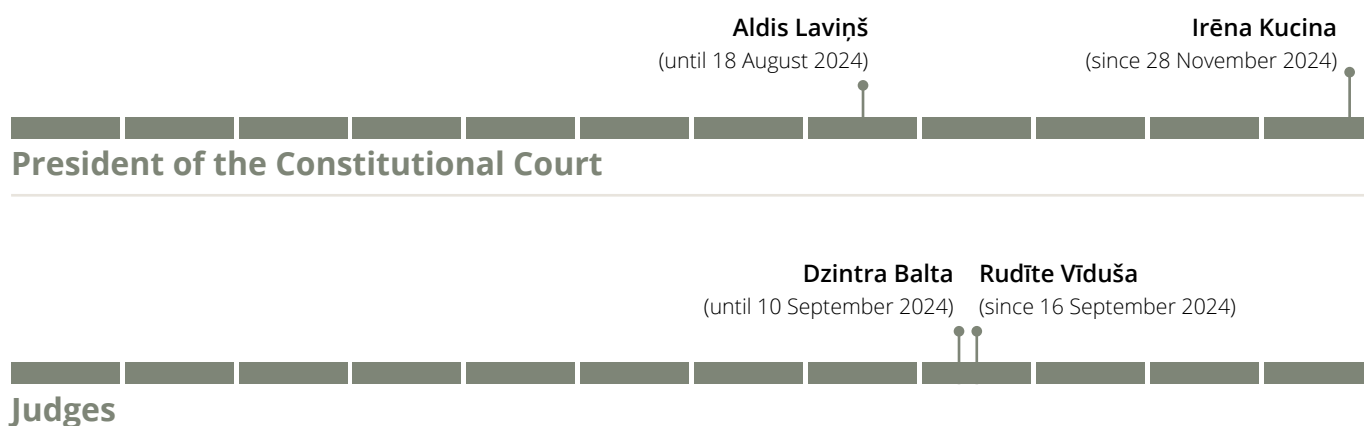 Aldis Laviņš
(until 18 August 2024)
Irēna Kucina
(since 28 November 2024)
President of the Constitutional Court
Dzintra Balta
(until 10 September 2024)
Rudīte Vīduša
(since 16 September 2024)
Judges